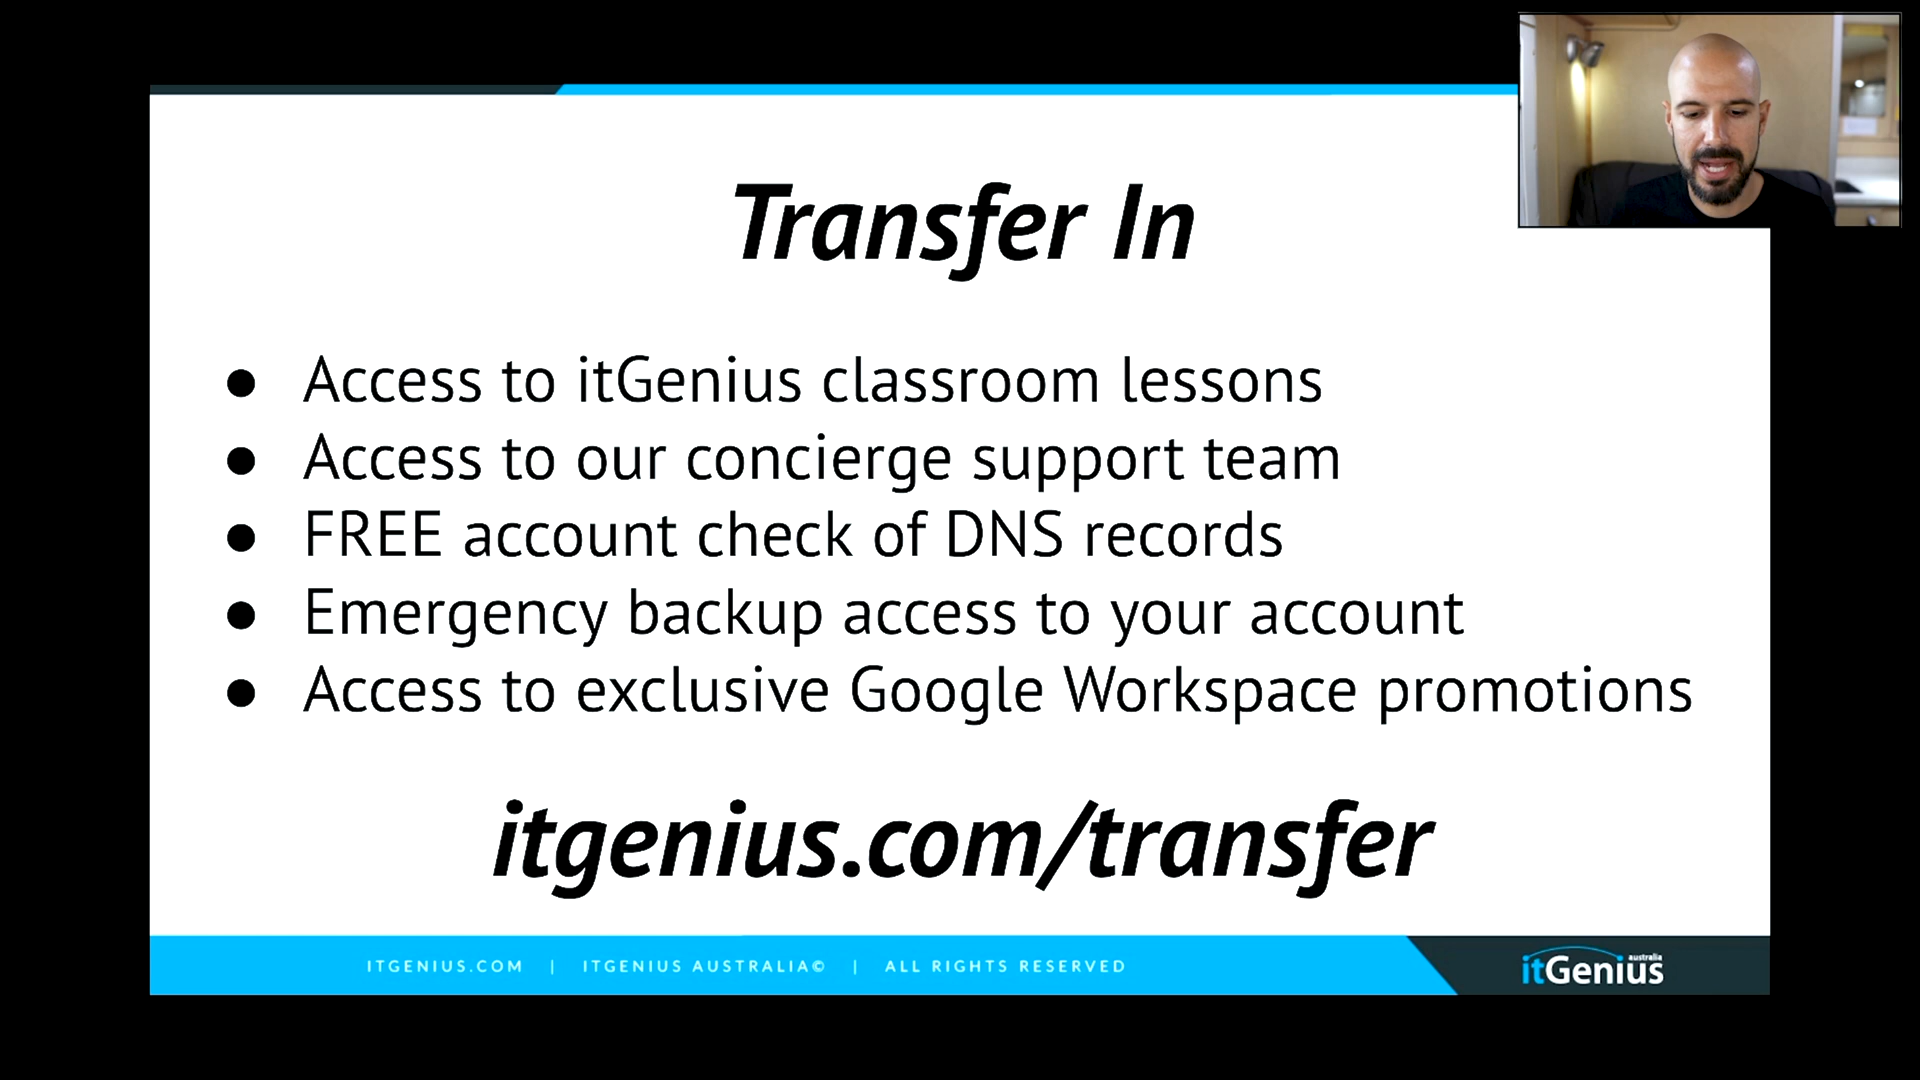 Transfer In
● Access to itGenius classroom lessons
● Access to our concierge support team
● FREE account check of DNS records
● Emergency backup access to your account
● Access to exclusive Google Workspace promotions
itgenius.com/transfer
ITGENIUS.COM | ITGENIUS AUSTRALIA© | ALL RIGHTS RESERVED
itGenius australia